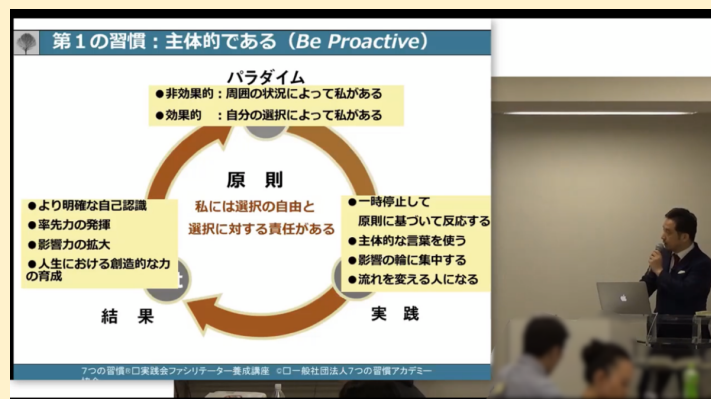 第１の習慣：主体的である（Be Proactive）
パラダイム
●非効果的：周囲の状況によって私がある
●効果的　：自分の選択によって私がある
原　則
私には選択の自由と
選択に対する責任がある
●より明確な自己認識
●率先力の発揮
●影響力の拡大
●人生における創造的な力
の育成
●一時停止して
原則に基づいて反応する
●主体的な言葉を使う
●影響の輪に集中する
●流れを変える人になる
結　果
実　践
7つの習慣®口実践会ファシリテーター養成講座　©口一般社団法人7つの習慣アカデミー
協会